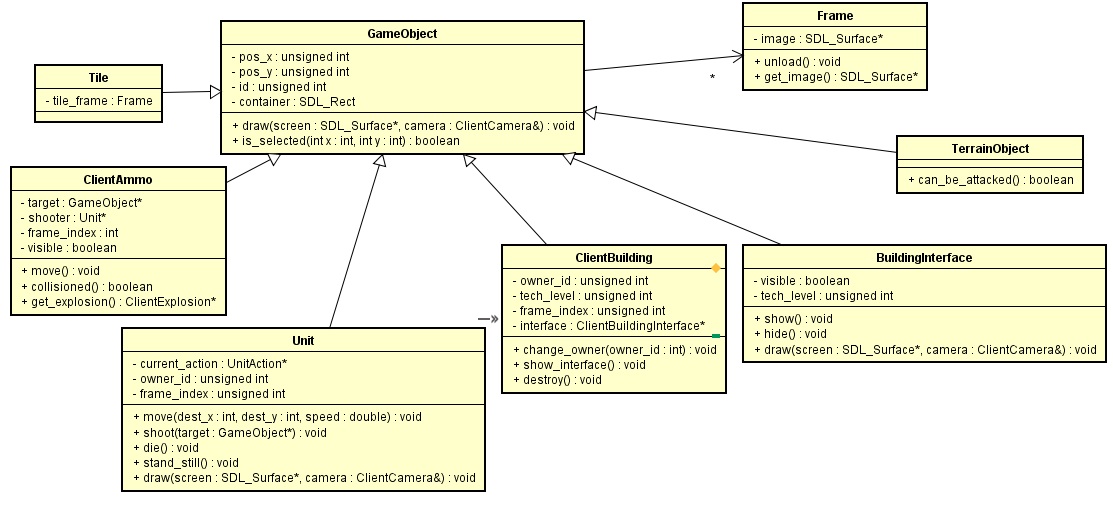 GameObject
- pos_x : unsigned int
- pos_y : unsigned int
- id : unsigned int
- container : SDL_Rect
+ draw(screen : SDL_Surface*, camera : ClientCamera&) : void
+ is_selected(int x : int, int y : int) : boolean
Frame
- image : SDL_Surface*
+ unload() : void
+ get_image() : SDL_Surface*
*
Tile
- tile_frame : Frame
TerrainObject
+ can_be_attacked() : boolean
ClientAmmo
- target : GameObject*
- shooter : Unit*
- frame_index : int
- visible : boolean
+ move() : void
+ collisioned() : boolean
+ get_explosion() : ClientExplosion*
Unit
- current_action : UnitAction*
- owner_id : unsigned int
- frame_index : unsigned int
+ move(dest_x : int, dest_y : int, speed : double) : void
+ shoot(target : GameObject*) : void
+ die() : void
+ stand_still() : void
+ draw(screen : SDL_Surface*, camera : ClientCamera&) : void
ClientBuilding
- owner_id : unsigned int
- tech_level : unsigned int
- frame_index : unsigned int
- interface : ClientBuildingInterface*
+ change_owner(owner_id : int) : void
+ show_interface() : void
+ destroy() : void
BuildingInterface
- visible : boolean
- tech_level : unsigned int
+ show() : void
+ hide() : void
+ draw(screen : SDL_Surface*, camera : ClientCamera&) : void